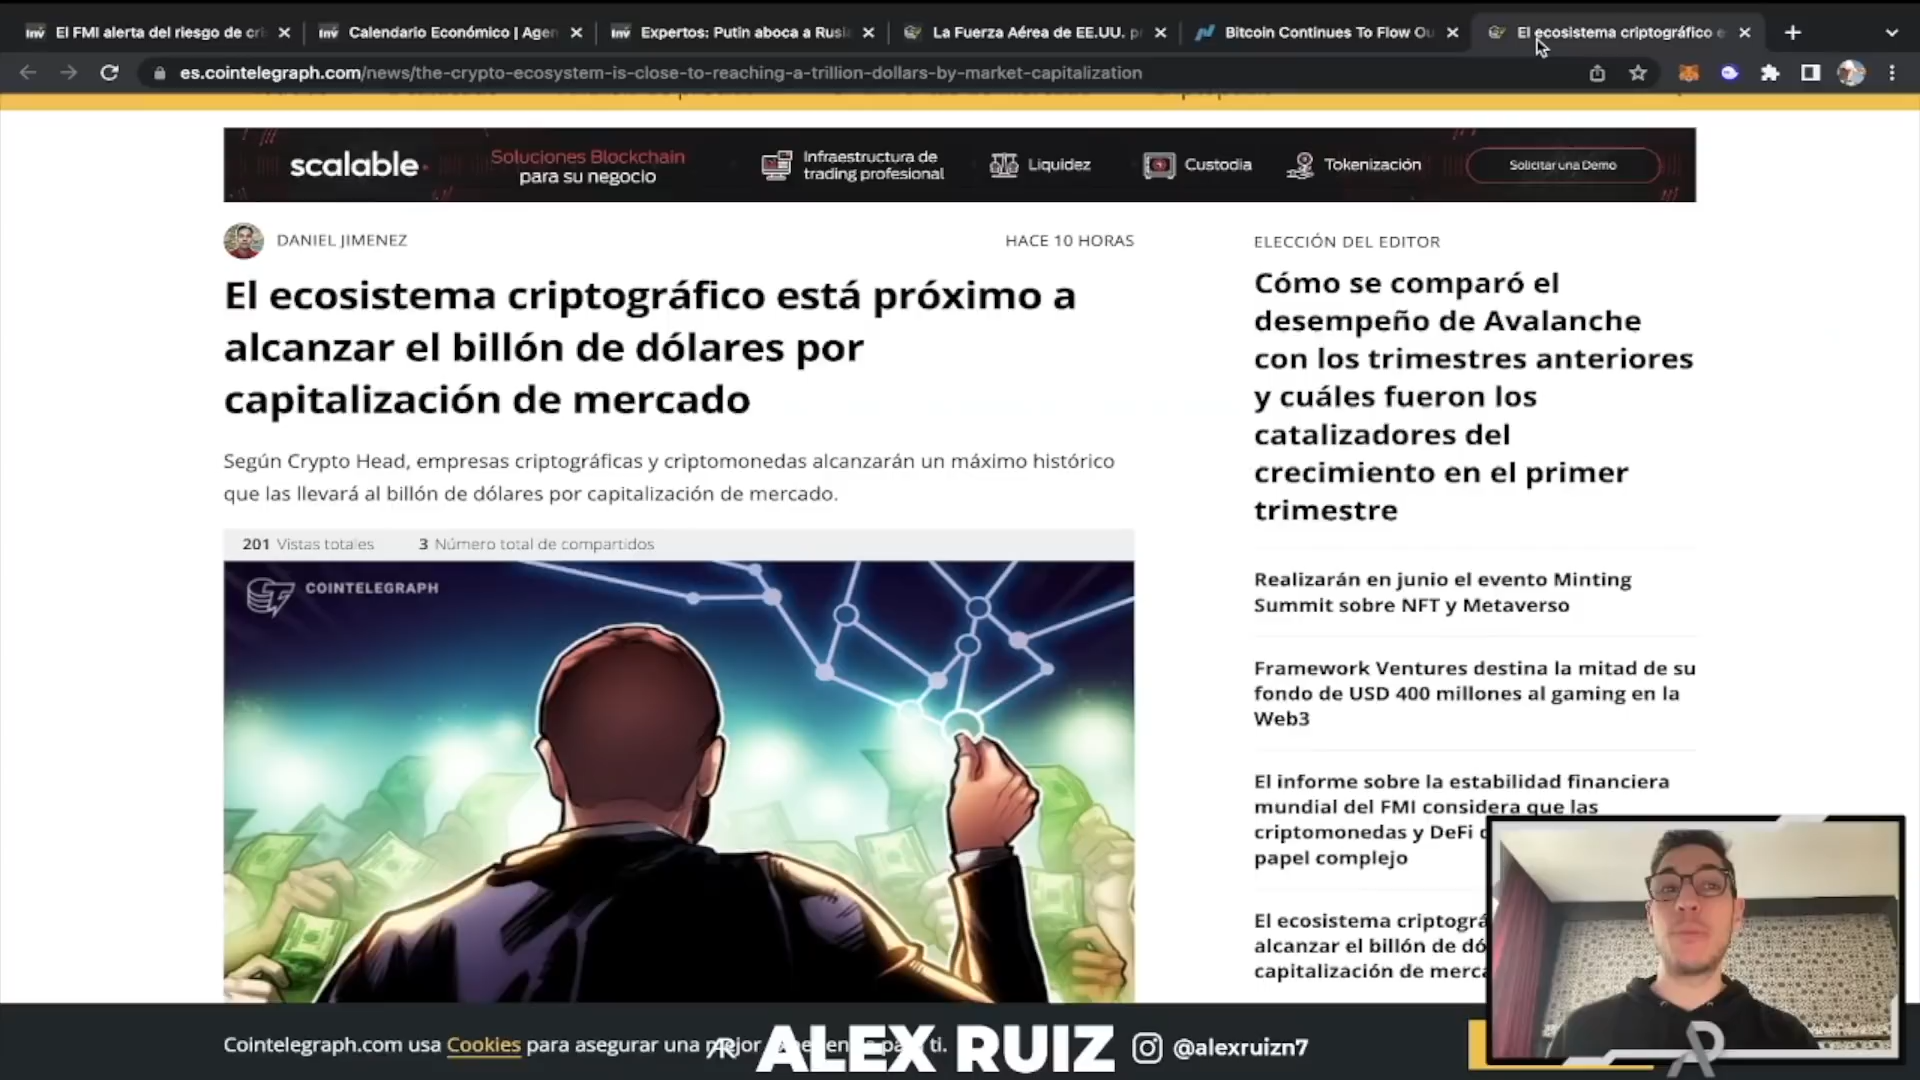 El FMI alerta del riesgo de cri
Calendario Económico | Agen
Expertos: Putin aboca a Rusi
La Fuerza Aérea de EE.UU. p
Bitcoin Continues To Flow Ou
El ecosistema criptográfico e
es.cointelegraph.com/news/the-crypto-ecosystem-is-close-to-reaching-a-trillion-dollars-by-market-capitalization
scalable
Soluciones Blockchain
para su negocio
Infraestructura de
trading profesional
Liquidez
Custodia
Tokenización
Solicitar una Demo
DANIEL JIMENEZ
HACE 10 HORAS
El ecosistema criptográfico está próximo a
alcanzar el billón de dólares por
capitalización de mercado
Según Crypto Head, empresas criptográficas y criptomonedas alcanzarán un máximo histórico
que las llevará al billón de dólares por capitalización de mercado.
201 Vistas totales
3 Número total de compartidos
COINTELEGRAPH
ELECCIÓN DEL EDITOR
Cómo se comparó el
desempeño de Avalanche
con los trimestres anteriores
y cuáles fueron los
catalizadores del
crecimiento en el primer
trimestre
Realizarán en junio el evento Minting
Summit sobre NFT y Metaverso
Framework Ventures destina la mitad de su
fondo de USD 400 millones al gaming en la
Web3
El informe sobre la estabilidad financiera
mundial del FMI considera que las
criptomonedas y DeFi
papel complejo
El ecosistema criptográ
alcanzar el billón de dó
capitalización de merca
Cointelegraph.com usa Cookies para asegurar una mejor ti.
ALEX RUIZ
@alexruizn7